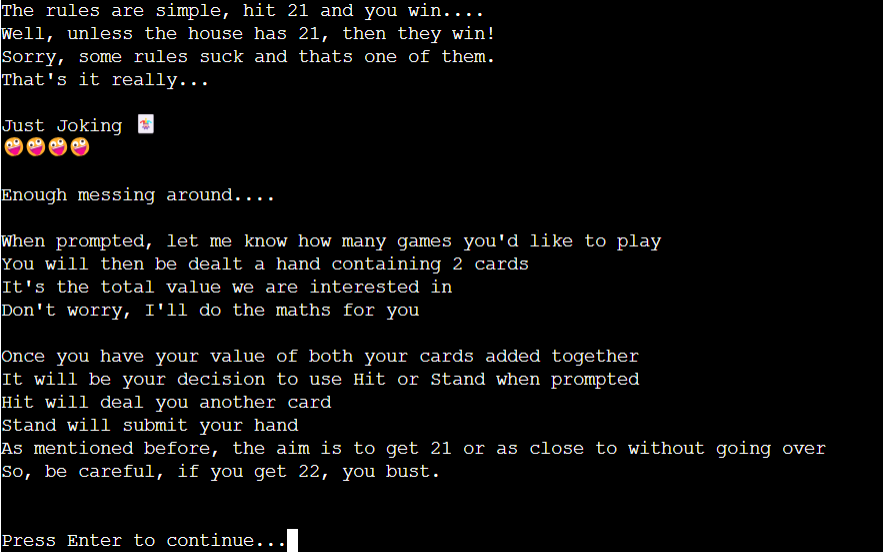 The rules are simple, hit 21 and you win....
Well, unless the house has 21, then they win!
Sorry, some rules suck and thats one of them.
That's it really...
Just Joking 🃏
🤪🤪🤪🤪
Enough messing around....
When prompted, let me know how many games you'd like to play
You will then be dealt a hand containing 2 cards
It's the total value we are interested in
Don't worry, I'll do the maths for you
Once you have your value of both your cards added together
It will be your decision to use Hit or Stand when prompted
Hit will deal you another card
Stand will submit your hand
As mentioned before, the aim is to get 21 or as close to without going over
So, be careful, if you get 22, you bust.
Press Enter to continue...